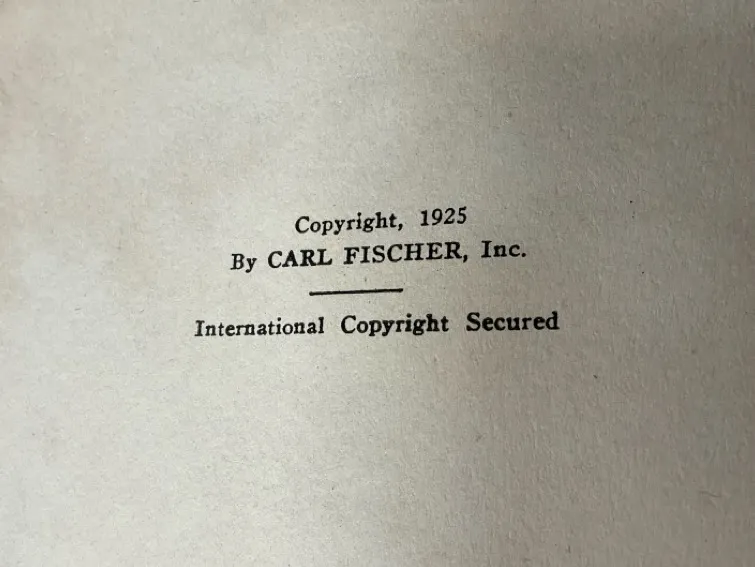 Copyright, 1925
By CARL FISCHER, Inc.
International Copyright Secured